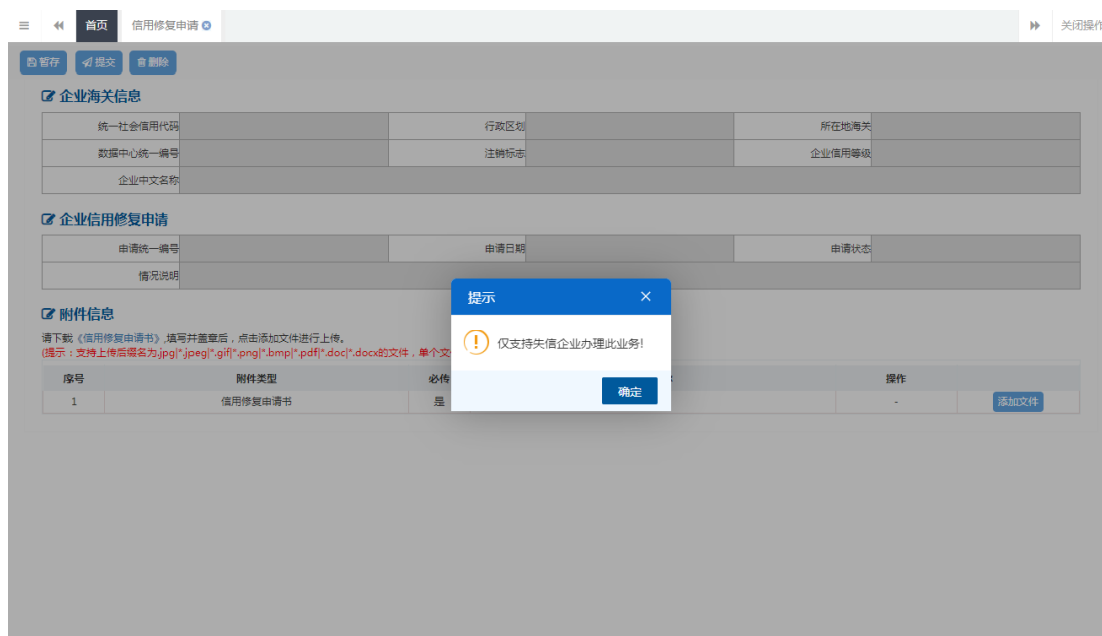 首页 信用修复申请 关闭操作
暂存 提交 删除
企业海关信息
统一社会信用代码 行政区划 所在地海关
数据中心统一编号 注销标志 企业信用等级
企业中文名称
企业信用修复申请
申请统一编号 申请日期 申请状态
情况说明
提示
仅支持失信企业办理此业务!
确定
附件信息
请下载《信用修复申请书》,填写并盖章后，点击添加文件进行上传。
(提示：支持上传后缀名为.jpg|*.jpeg|*.gif|*.png|*.bmp|*.pdf|*.doc|*.docx的文件，单个文
序号 附件类型 必传 操作
1 信用修复申请书 是 - 添加文件